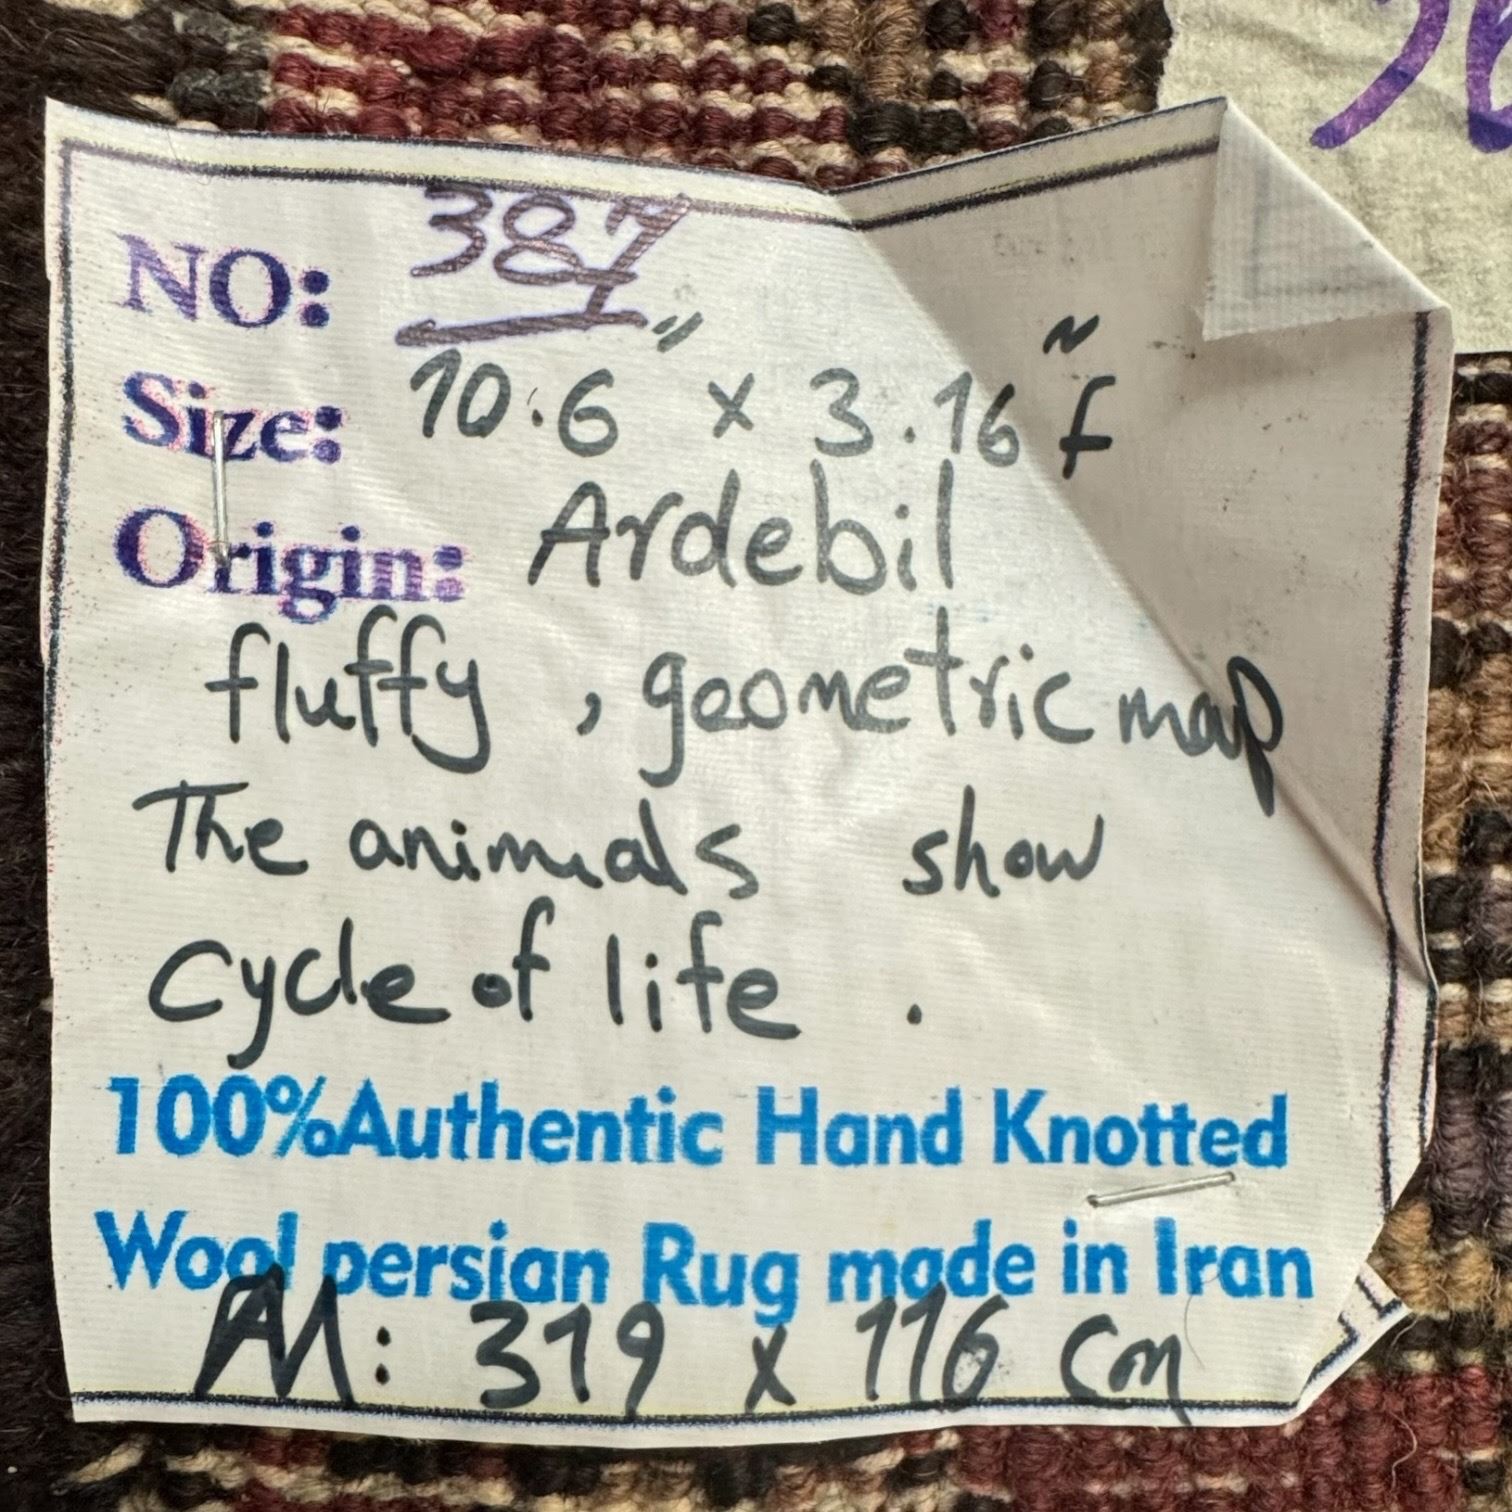 NO: 387
Size: 10.6" x 3.16" f
Origin: Ardebil
fluffy , geometric map
The animals show
Cycle of life .
100%Authentic Hand Knotted
Wool persian Rug made in Iran
M: 319 x 116 cm